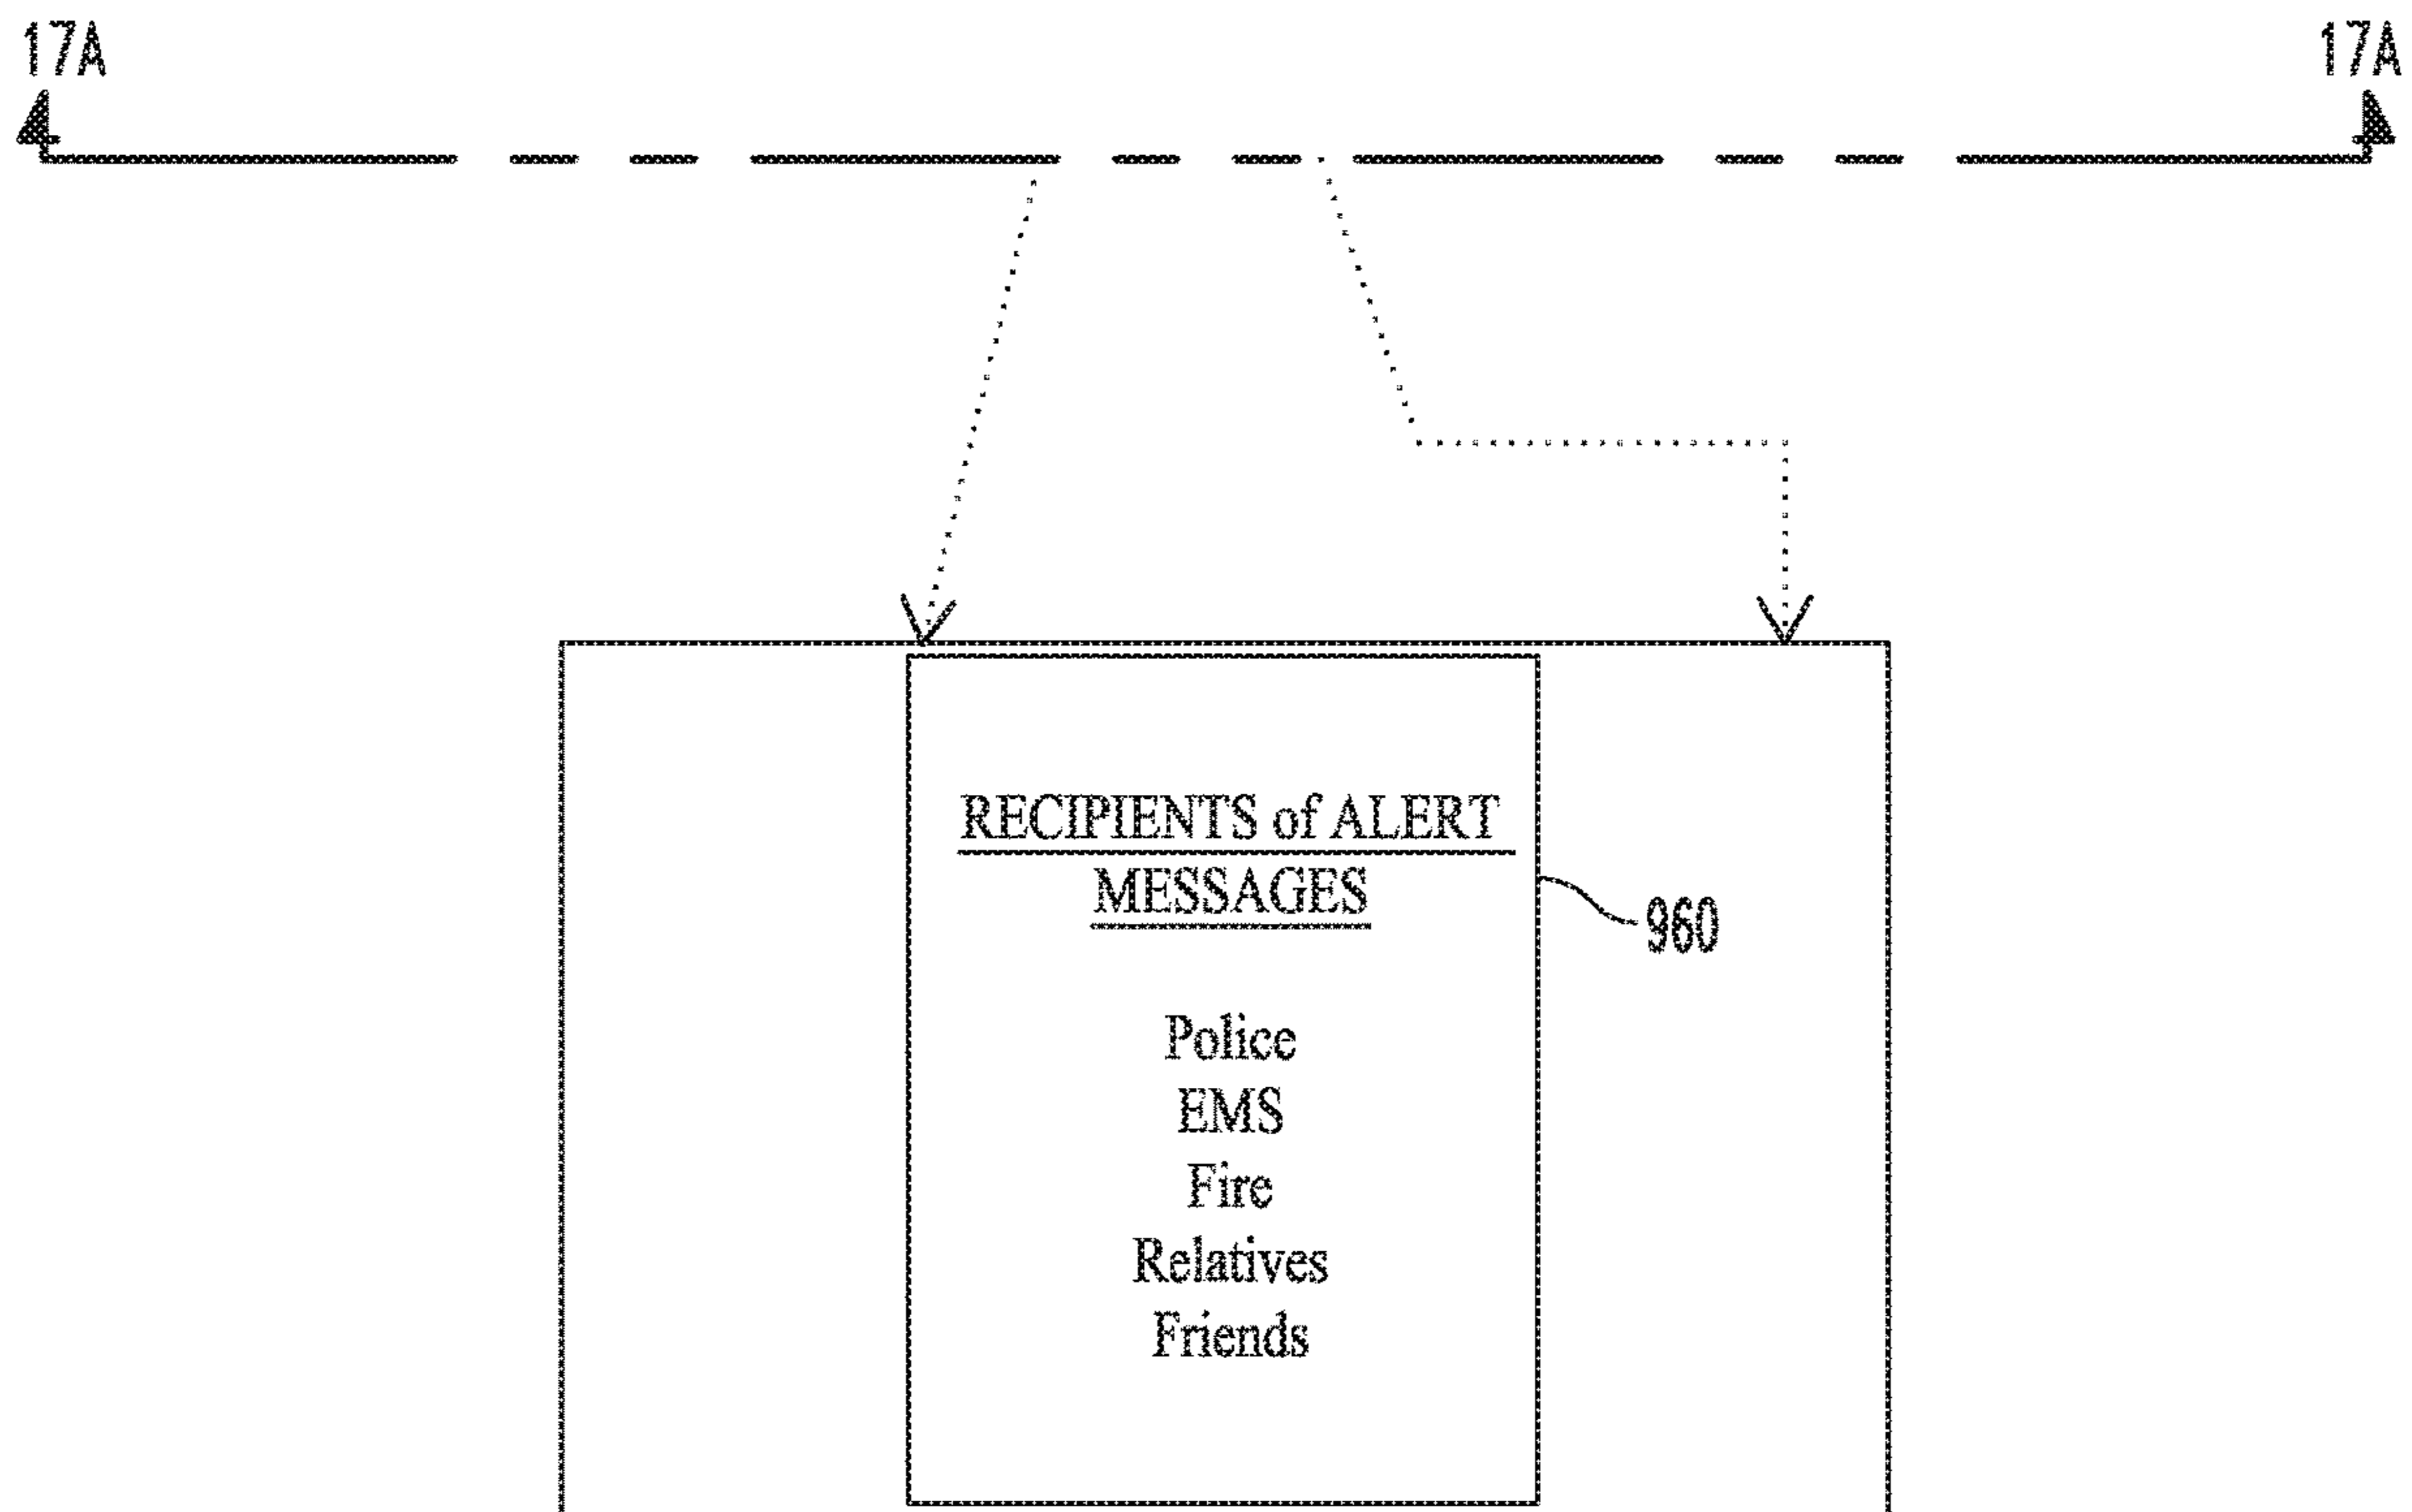 17A 17A
RECIPIENTS of ALERT
MESSAGES
960
Police
EMS
Fire
Relatives
Friends